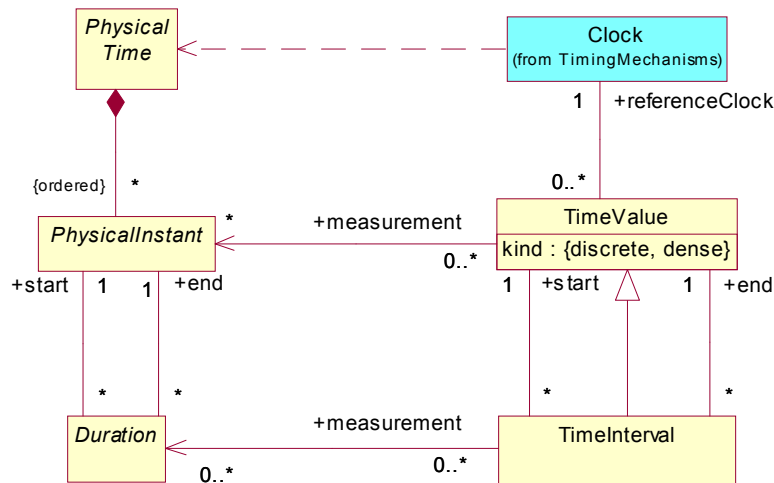 Physical
Time
Clock
(from TimingMechanisms)
1
+referenceClock
{ordered}
*
0..*
PhysicalInstant
*
+measurement
0..*
TimeValue
kind : {discrete, dense}
+start
1
1
+end
1
+start
1
+end
*
*
*
*
Duration
+measurement
0..*
0..*
TimeInterval